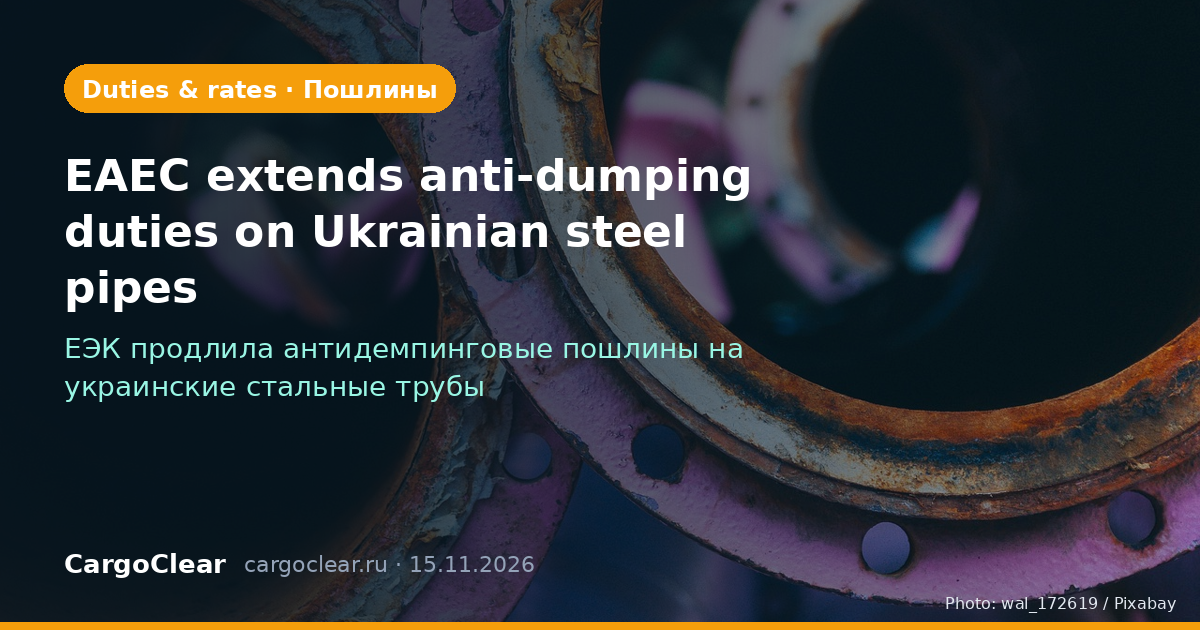 Duties & rates · Пошлины
EAEC extends anti-dumping
duties on Ukrainian steel
pipes
ЕЭК продлила антидемпинговые пошлины на
украинские стальные трубы
CargoClear cargoclear.ru · 15.11.2026
Photo: wal_172619 / Pixabay